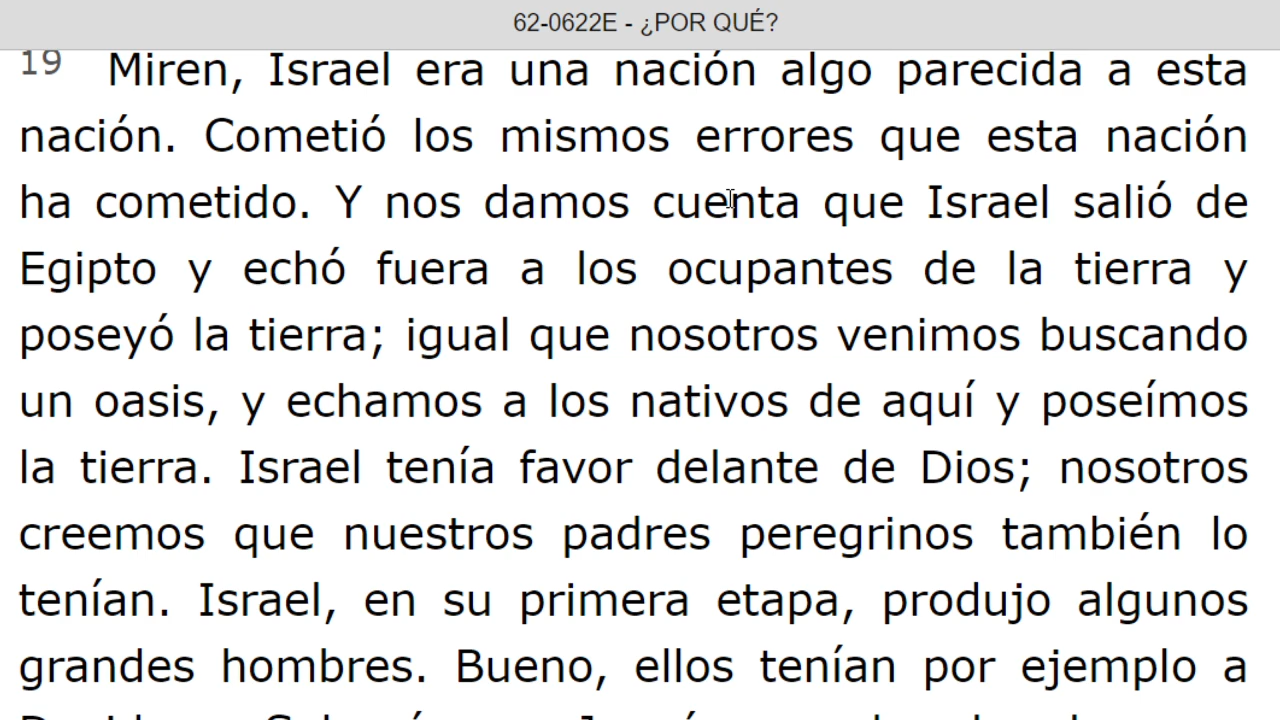 62-0622E - ¿POR QUÉ?
19 Miren, Israel era una nación algo parecida a esta
nación. Cometió los mismos errores que esta nación
ha cometido. Y nos damos cuenta que Israel salió de
Egipto y echó fuera a los ocupantes de la tierra y
poseyó la tierra; igual que nosotros venimos buscando
un oasis, y echamos a los nativos de aquí y poseímos
la tierra. Israel tenía favor delante de Dios; nosotros
creemos que nuestros padres peregrinos también lo
tenían. Israel, en su primera etapa, produjo algunos
grandes hombres. Bueno, ellos tenían por ejemplo a